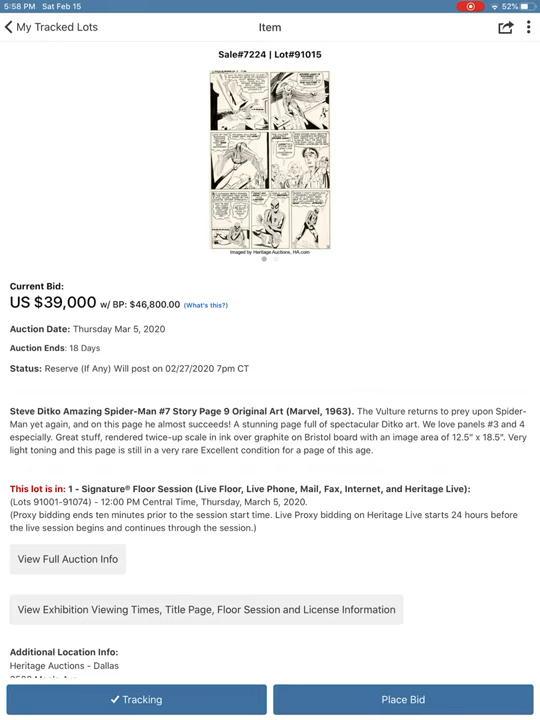 5:58 PM Sat Feb 15
52%
My Tracked Lots
Item
Sale#7224 | Lot#91015
Imaged by Heritage Auctions, HA.com
Current Bid:
US $39,000 w/ BP: $46,800.00 (What's this?)
Auction Date: Thursday Mar 5, 2020
Auction Ends: 18 Days
Status: Reserve (If Any) Will post on 02/27/2020 7pm CT
Steve Ditko Amazing Spider-Man #7 Story Page 9 Original Art (Marvel, 1963). The Vulture returns to prey upon Spider-
Man yet again, and on this page he almost succeeds! A stunning page full of spectacular Ditko art. We love panels #3 and 4
especially. Great stuff, rendered twice-up scale in ink over graphite on Bristol board with an image area of 12.5" x 18.5". Very
light toning and this page is still in a very rare Excellent condition for a page of this age.
This lot is in: 1 - Signature® Floor Session (Live Floor, Live Phone, Mail, Fax, Internet, and Heritage Live):
(Lots 91001-91074) - 12:00 PM Central Time, Thursday, March 5, 2020.
(Proxy bidding ends ten minutes prior to the session start time. Live Proxy bidding on Heritage Live starts 24 hours before
the live session begins and continues through the session.)
View Full Auction Info
View Exhibition Viewing Times, Title Page, Floor Session and License Information
Additional Location Info:
Heritage Auctions - Dallas
✓ Tracking
Place Bid